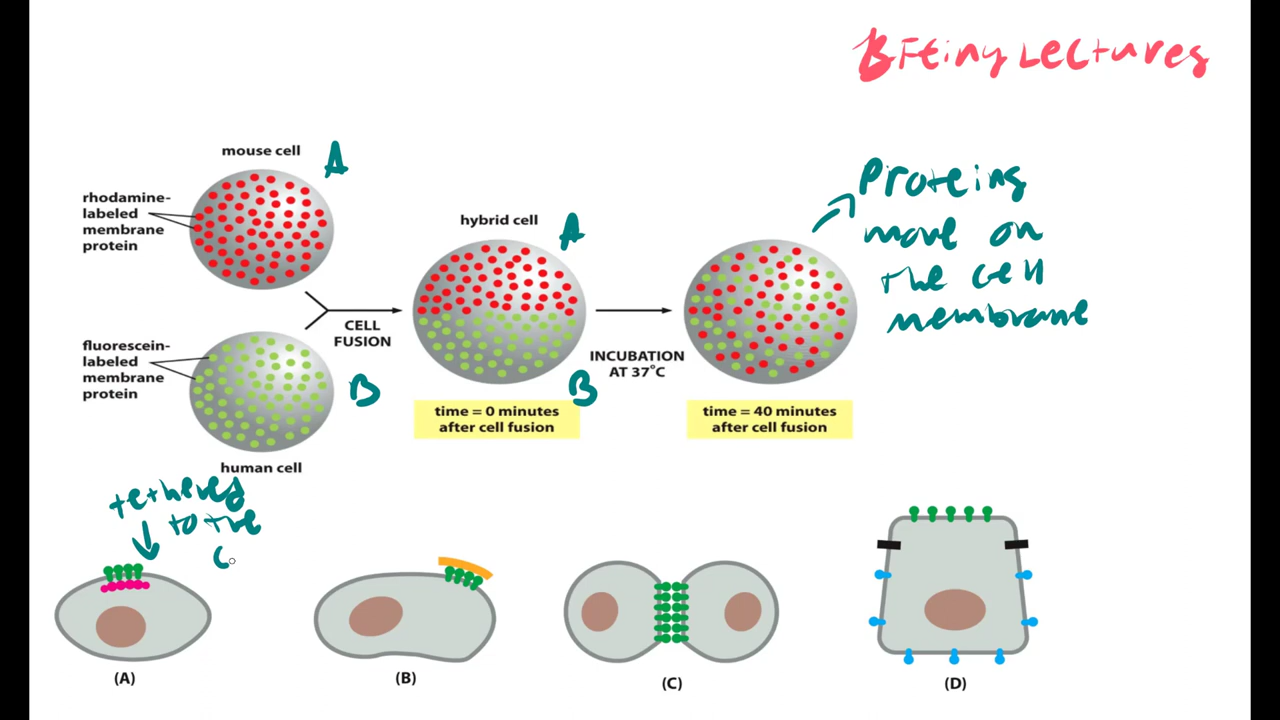 BFeiny Lectures
mouse cell
A
rhodamine-
labeled
membrane
protein
hybrid cell
A
Proteins
move on
the cell
membrane
CELL
FUSION
INCUBATION
AT 37°C
fluorescein-
labeled
membrane
protein
B
B
time = 0 minutes
after cell fusion
time = 40 minutes
after cell fusion
human cell
tethered
to the
C
(A)
(B)
(C)
(D)